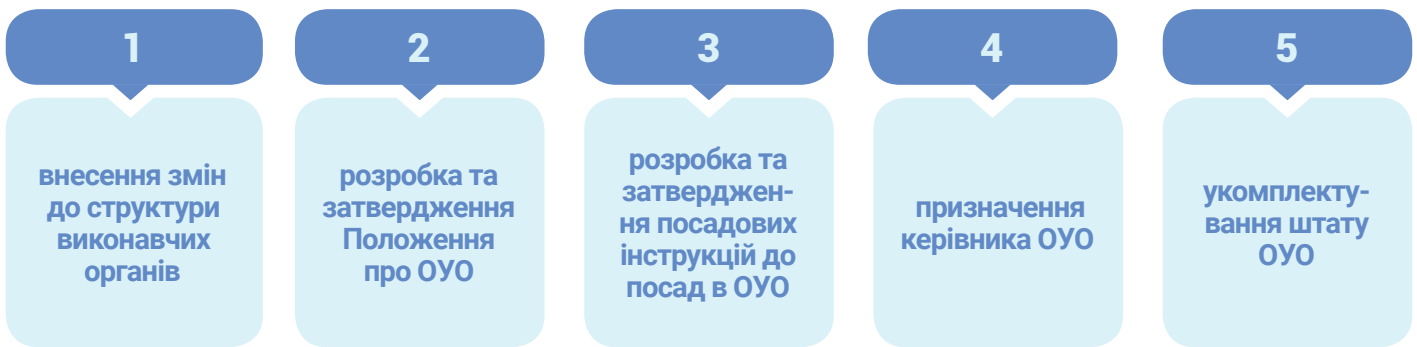 1
внесення змін
до структури
виконавчих
органів
2
розробка та
затвердження
Положення
про ОУО
3
розробка та
затверджен-
ня посадових
інструкцій до
посад в ОУО
4
призначення
керівника ОУО
5
укомплекту-
вання штату
ОУО